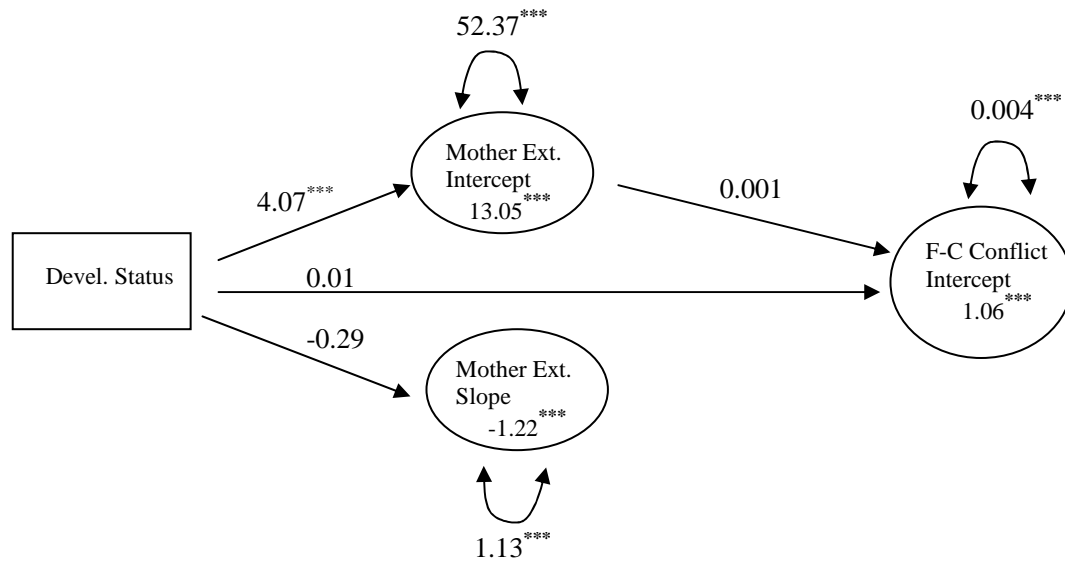 52.37***
0.004***
Mother Ext.
Intercept
13.05***
4.07***
0.001
Devel. Status
0.01
F-C Conflict
Intercept
1.06***
-0.29
Mother Ext.
Slope
-1.22***
1.13***